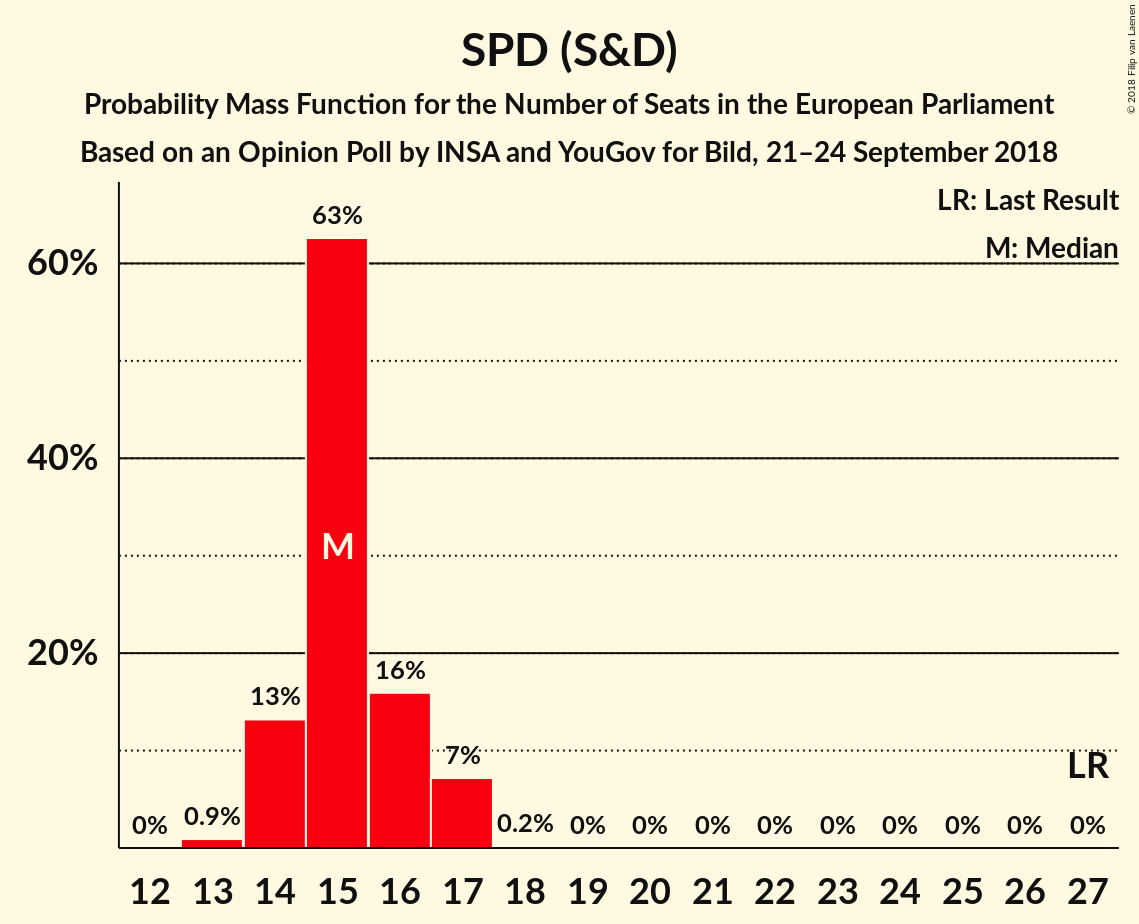 SPD (S&D)
Probability Mass Function for the Number of Seats in the European Parliament
Based on an Opinion Poll by INSA and YouGov for Bild, 21–24 September 2018
© 2018 Filip van Laenen
LR: Last Result
M: Median
63%
60%
40%
M
20%
16%
13%
7%
LR
0% 0.9% 0.2% 0% 0% 0% 0% 0% 0% 0% 0% 0%
12 13 14 15 16 17 18 19 20 21 22 23 24 25 26 27